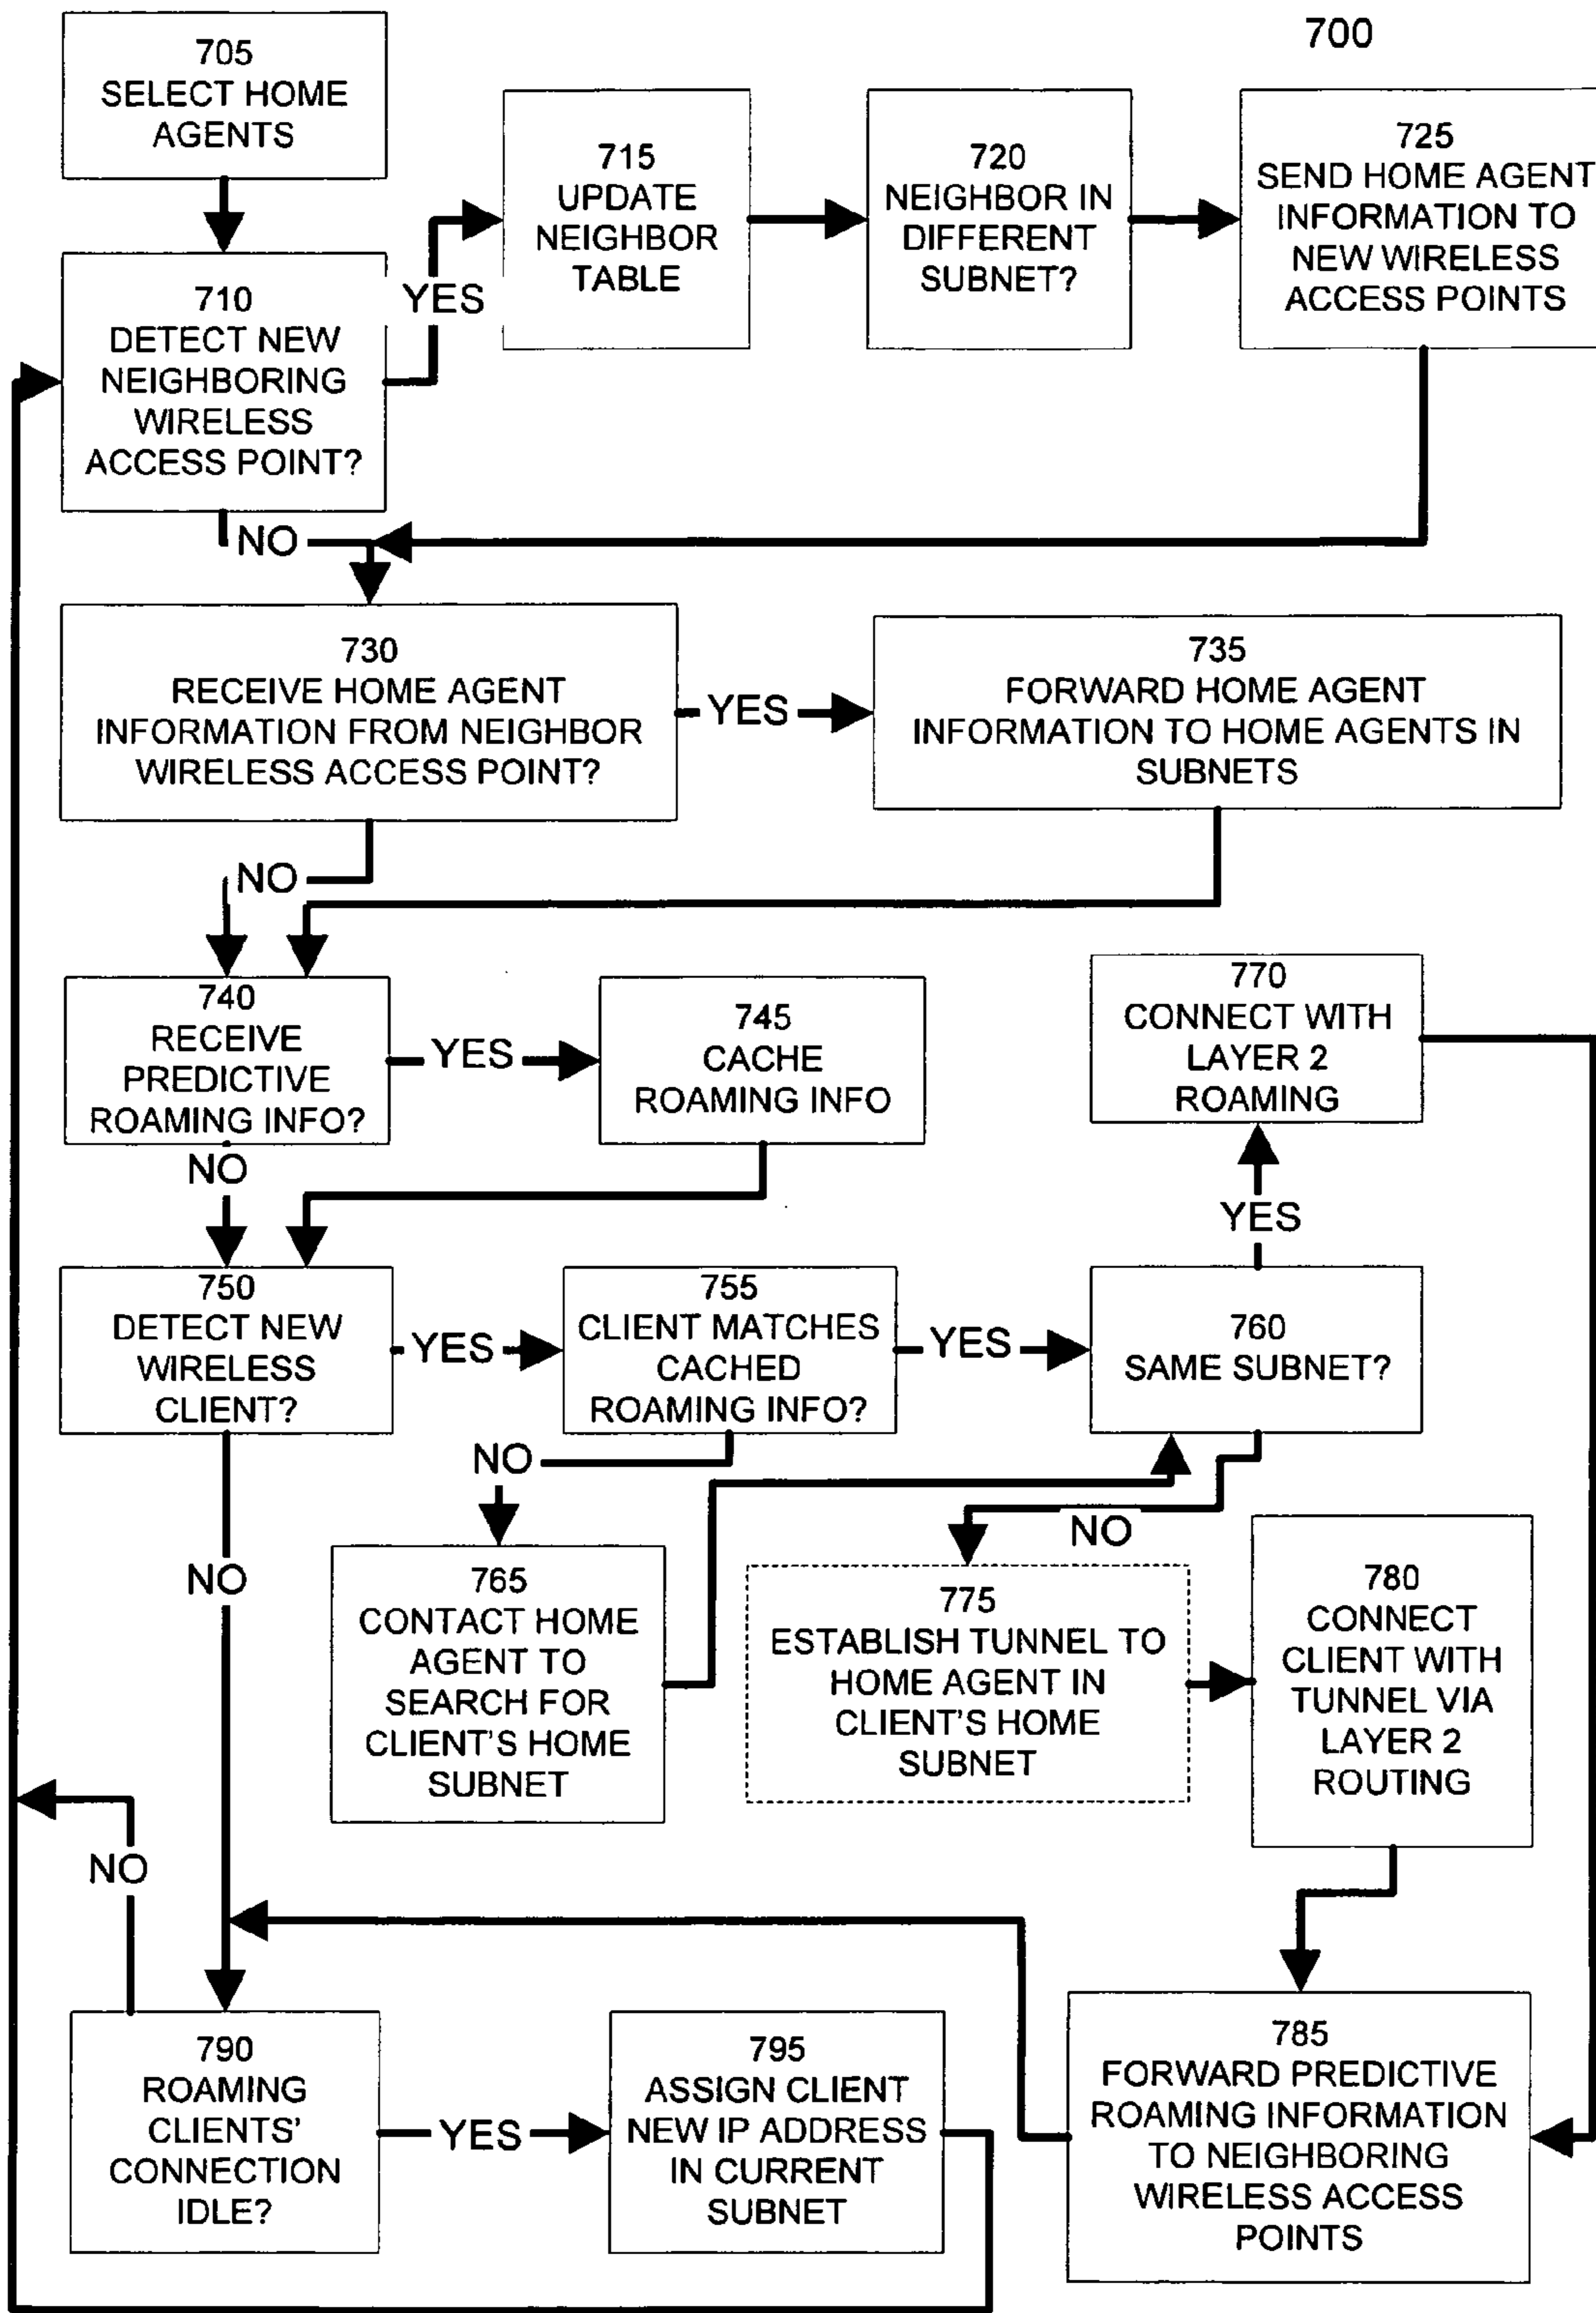 700
705
SELECT HOME
AGENTS
710
DETECT NEW
NEIGHBORING
WIRELESS
ACCESS POINT?
YES
715
UPDATE
NEIGHBOR
TABLE
720
NEIGHBOR IN
DIFFERENT
SUBNET?
725
SEND HOME AGENT
INFORMATION TO
NEW WIRELESS
ACCESS POINTS
NO
730
RECEIVE HOME AGENT
INFORMATION FROM NEIGHBOR
WIRELESS ACCESS POINT?
YES
735
FORWARD HOME AGENT
INFORMATION TO HOME AGENTS IN
SUBNETS
NO
740
RECEIVE
PREDICTIVE
ROAMING INFO?
YES
745
CACHE
ROAMING INFO
770
CONNECT WITH
LAYER 2
ROAMING
NO
YES
750
DETECT NEW
WIRELESS
CLIENT?
YES
755
CLIENT MATCHES
CACHED
ROAMING INFO?
YES
760
SAME SUBNET?
NO
NO
NO
765
CONTACT HOME
AGENT TO
SEARCH FOR
CLIENT'S HOME
SUBNET
775
ESTABLISH TUNNEL TO
HOME AGENT IN
CLIENT'S HOME
SUBNET
780
CONNECT
CLIENT WITH
TUNNEL VIA
LAYER 2
ROUTING
NO
790
ROAMING
CLIENTS'
CONNECTION
IDLE?
YES
795
ASSIGN CLIENT
NEW IP ADDRESS
IN CURRENT
SUBNET
785
FORWARD PREDICTIVE
ROAMING INFORMATION
TO NEIGHBORING
WIRELESS ACCESS
POINTS